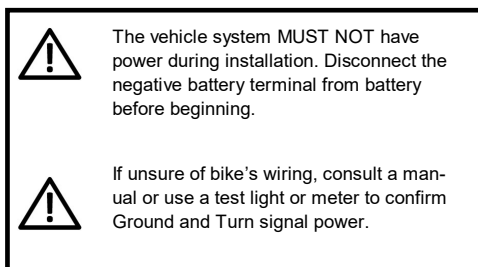 The vehicle system MUST NOT have
power during installation. Disconnect the
negative battery terminal from battery
before beginning.
If unsure of bike's wiring, consult a man-
ual or use a test light or meter to confirm
Ground and Turn signal power.